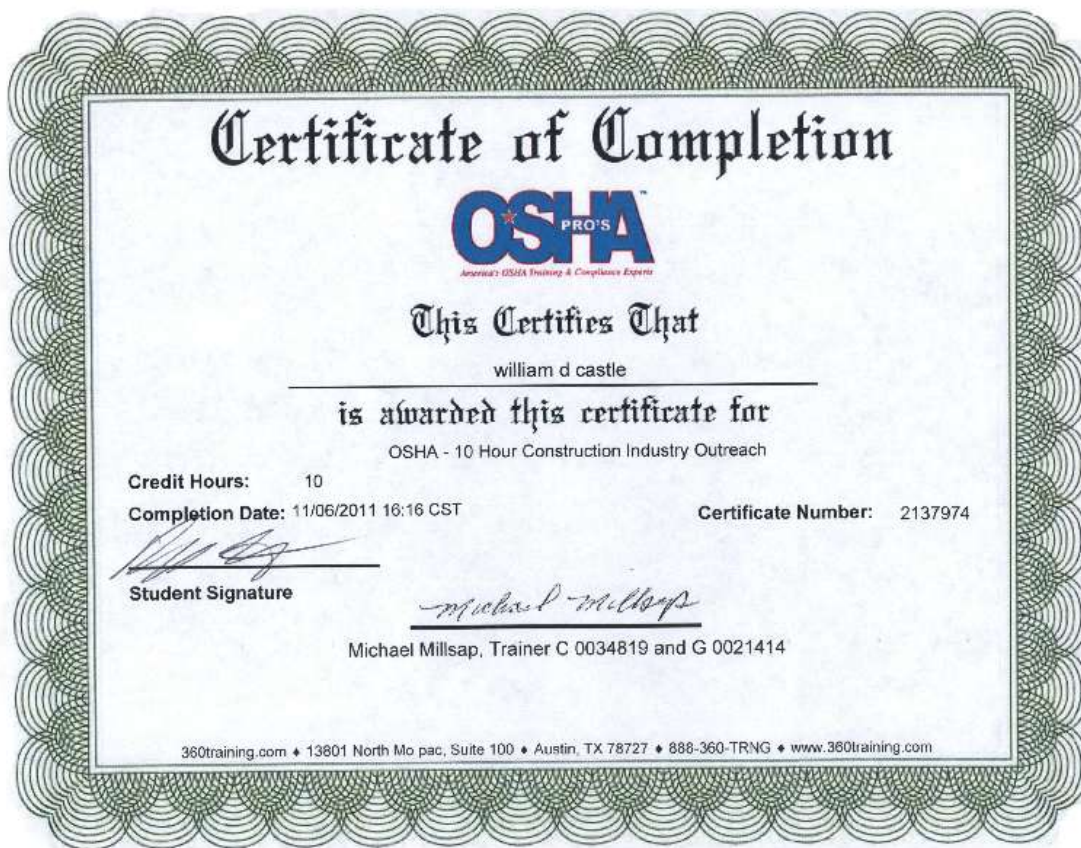 Certificate of Completion
OSHA PRO'S ™
America's OSHA Training & Compliance Experts
This Certifies That
william d castle
is awarded this certificate for
OSHA - 10 Hour Construction Industry Outreach
Credit Hours: 10
Completion Date: 11/06/2011 16:16 CST
Certificate Number: 2137974
Student Signature
Michael Millsap
Michael Millsap, Trainer C 0034819 and G 0021414
360training.com ♦ 13801 North Mo pac, Suite 100 ♦ Austin, TX 78727 ♦ 888-360-TRNG ♦ www.360training.com